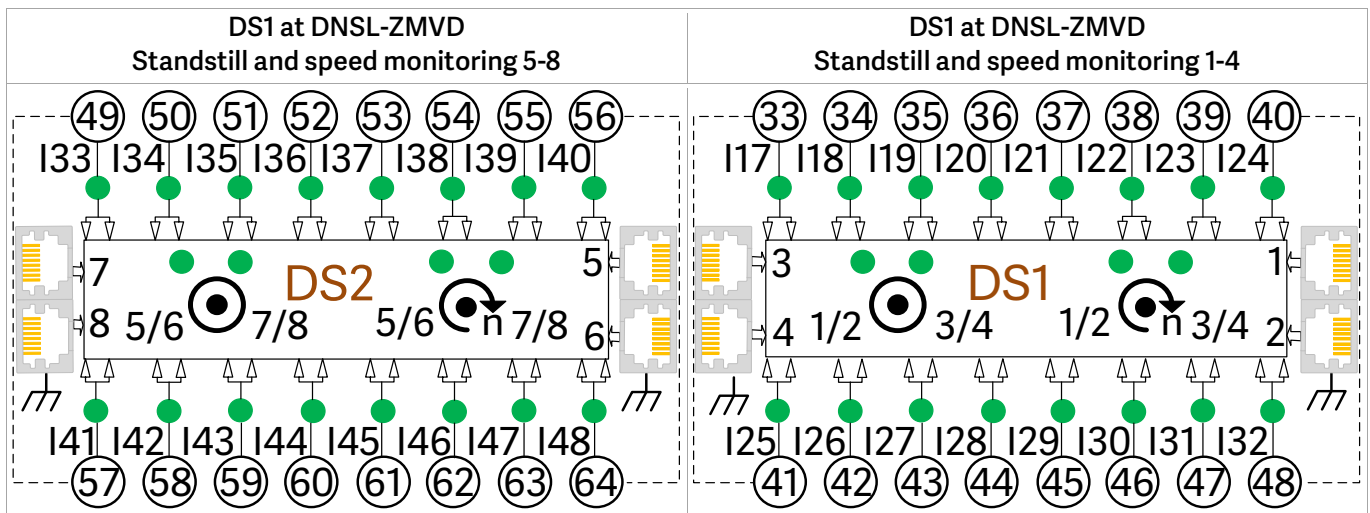 DS1 at DNSL-ZMVD
Standstill and speed monitoring 5-8
49 50 51 52 53 54 55 56
I33 I34 I35 I36 I37 I38 I39 I40
7 DS2 5
8 5/6 7/8 5/6 n 7/8 6
I41 I42 I43 I44 I45 I46 I47 I48
57 58 59 60 61 62 63 64
DS1 at DNSL-ZMVD
Standstill and speed monitoring 1-4
33 34 35 36 37 38 39 40
I17 I18 I19 I20 I21 I22 I23 I24
3 DS1 1
4 1/2 3/4 1/2 n 3/4 2
I25 I26 I27 I28 I29 I30 I31 I32
41 42 43 44 45 46 47 48